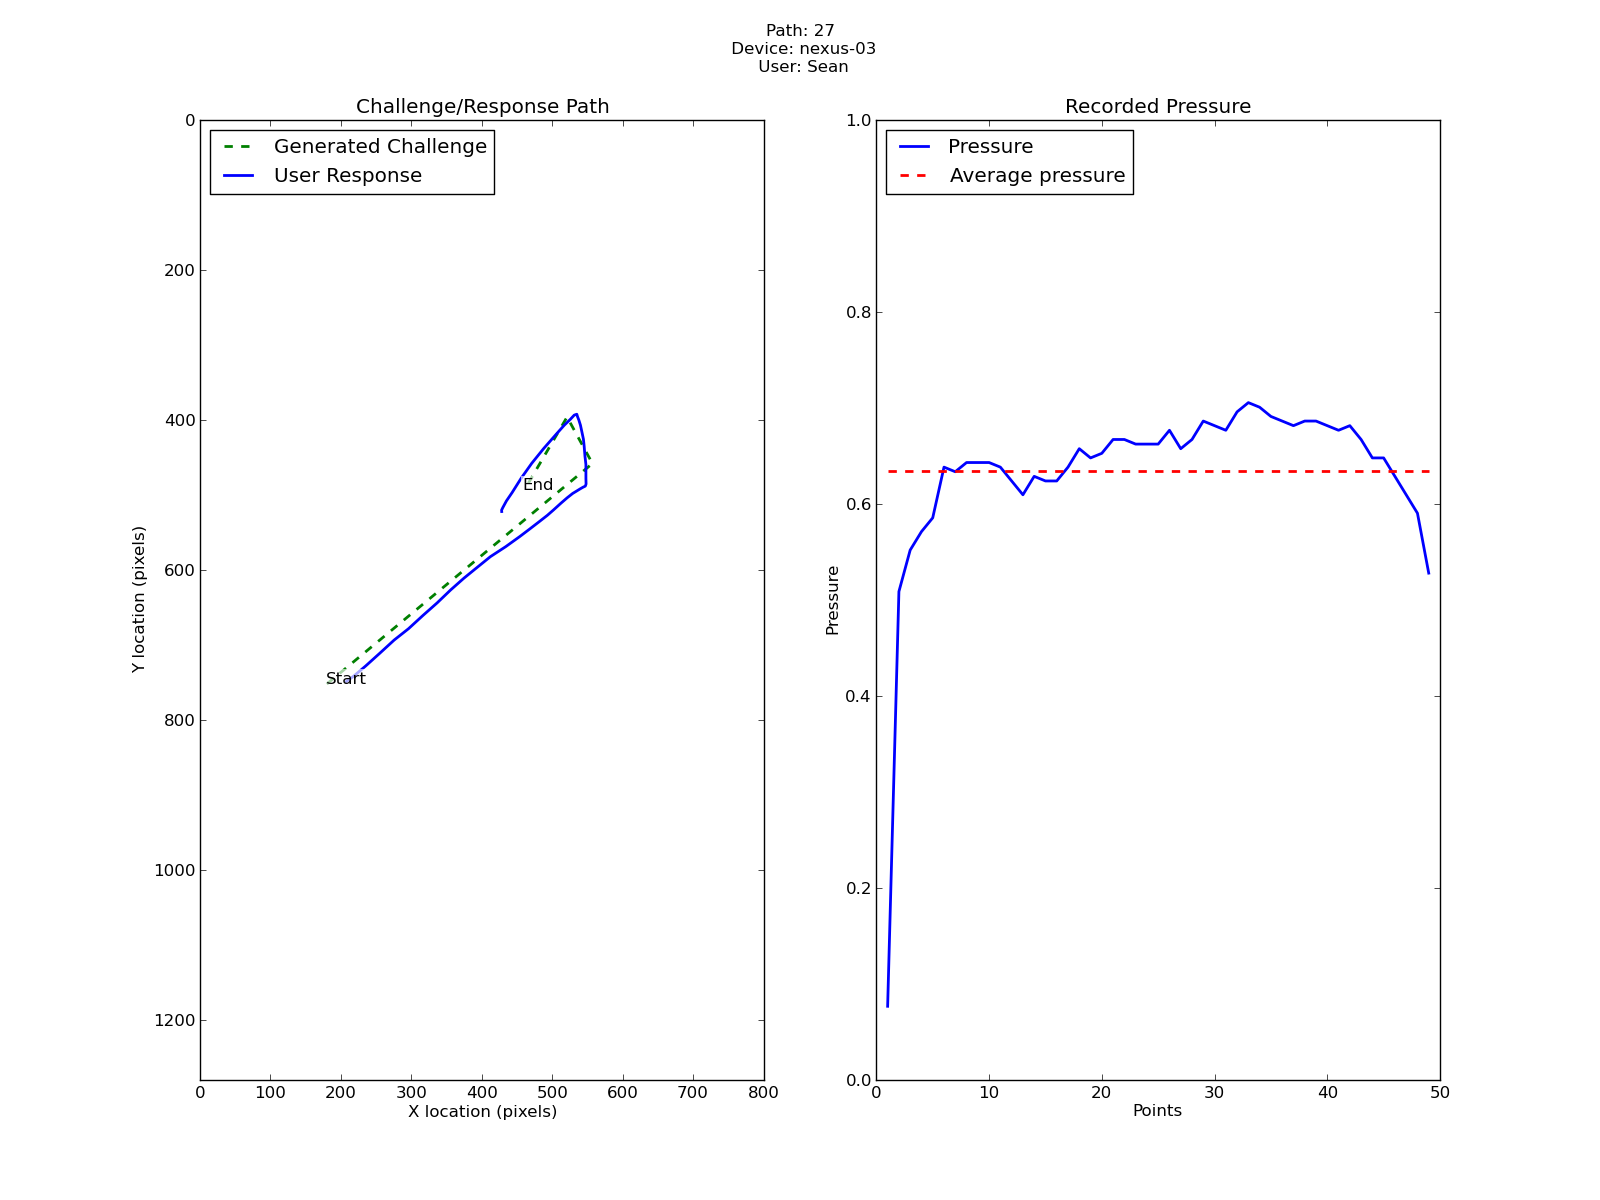 Path: 27
Device: nexus-03
User: Sean
Challenge/Response Path
Generated Challenge
User Response
0
200
400
600
800
1000
1200
Y location (pixels)
End
Start
0 100 200 300 400 500 600 700 800
X location (pixels)
Recorded Pressure
Pressure
Average pressure
1.0
0.8
0.6
0.4
0.2
0.0
Pressure
0 10 20 30 40 50
Points